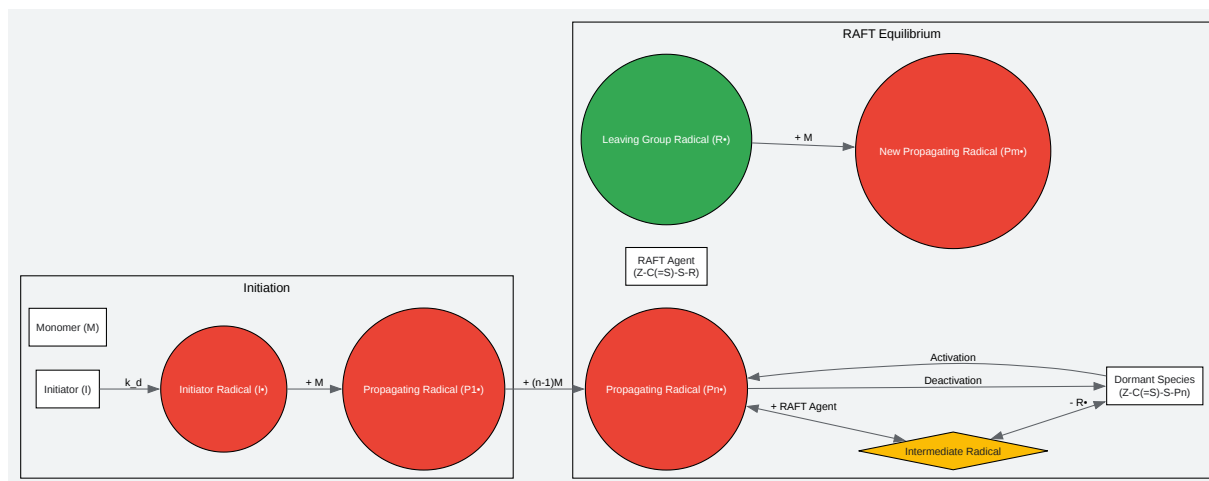 RAFT Equilibrium
Leaving Group Radical (R•)
+ M
New Propagating Radical (Pm•)
RAFT Agent
(Z-C(=S)-S-R)
Initiation
Monomer (M)
Initiator (I)
k_d
Initiator Radical (I•)
+ M
Propagating Radical (P1•)
+ (n-1)M
Propagating Radical (Pn•)
Activation
Deactivation
+ RAFT Agent
- R•
Dormant Species
(Z-C(=S)-S-Pn)
Intermediate Radical